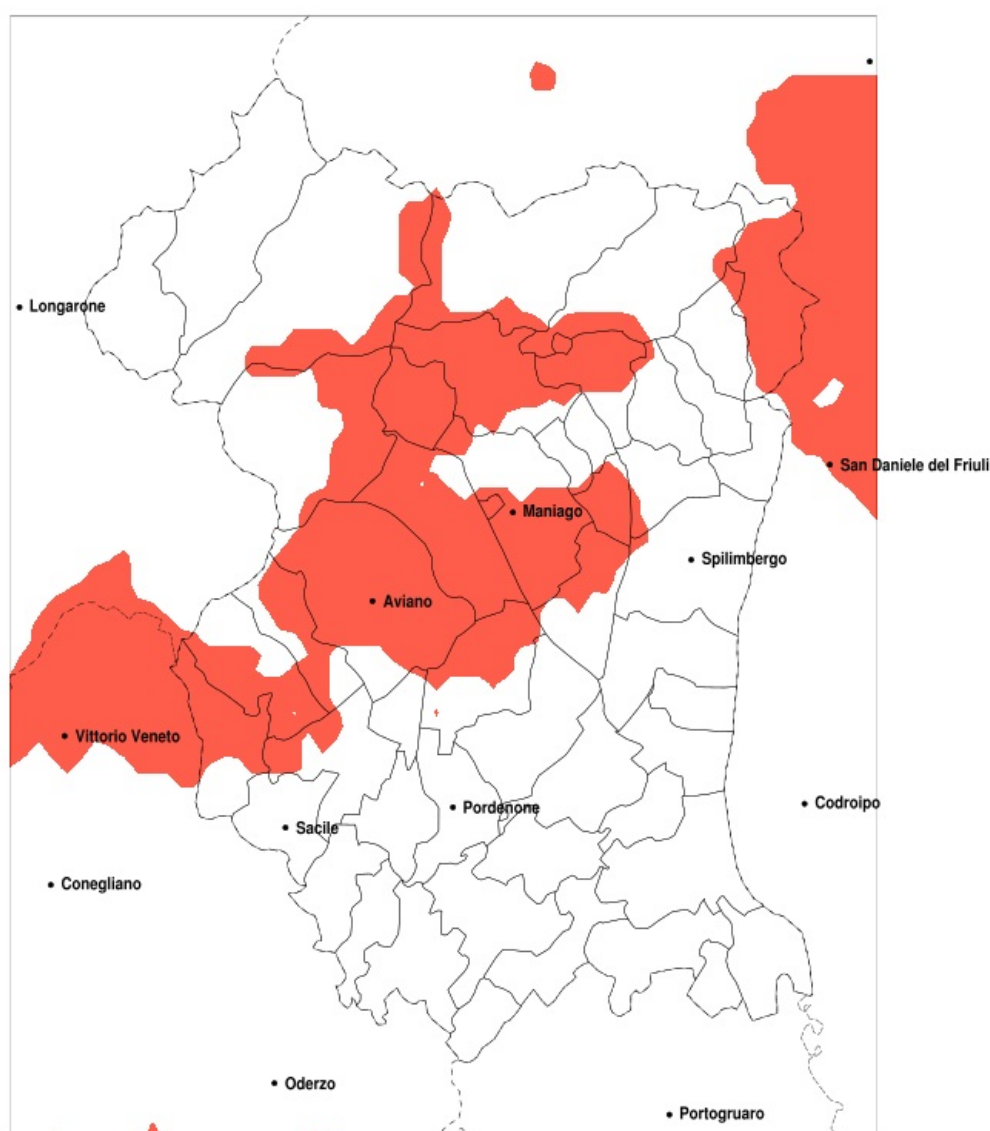 Longarone
San Daniele del Friuli
Maniago
Spilimbergo
Aviano
Vittorio Veneto
Codroipo
Pordenone
Sacile
Conegliano
Oderzo
Portogruaro